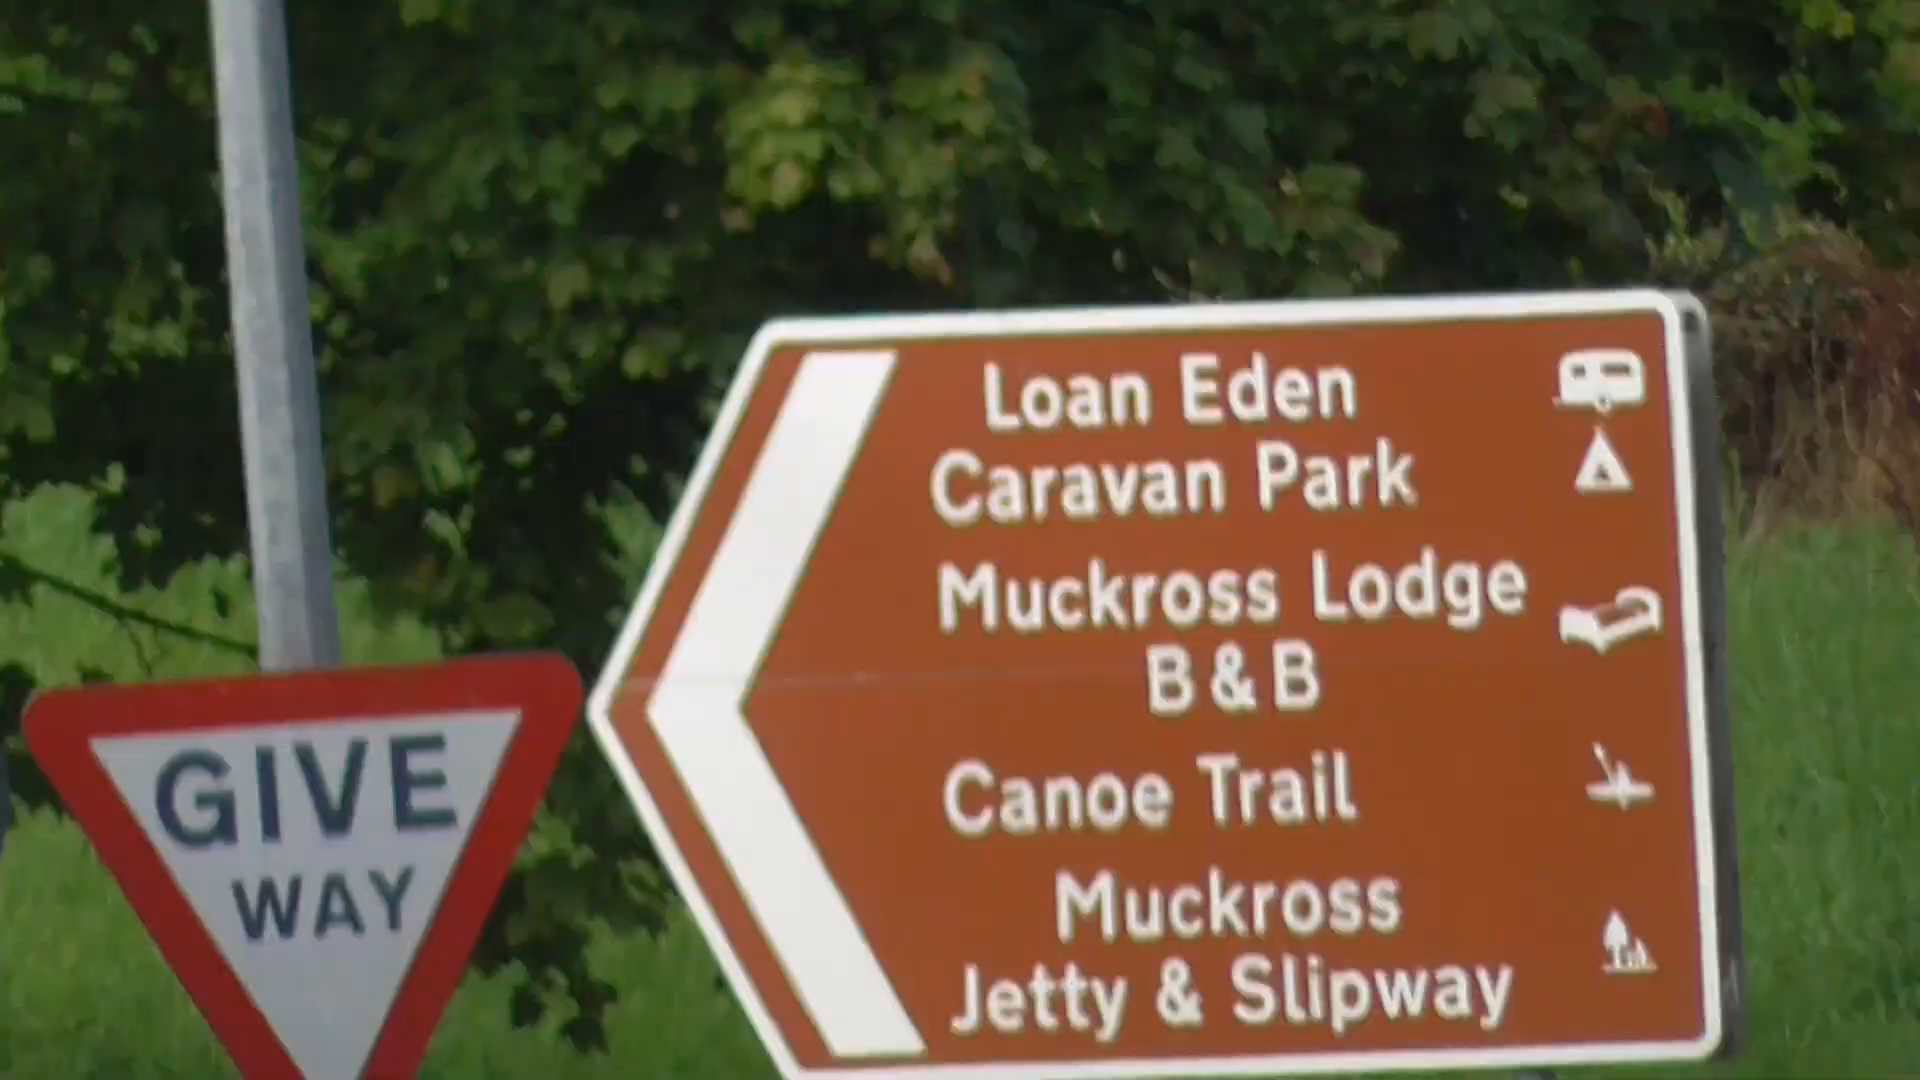 GIVE
WAY
Loan Eden
Caravan Park
Muckross Lodge
B & B
Canoe Trail
Muckross
Jetty & Slipway